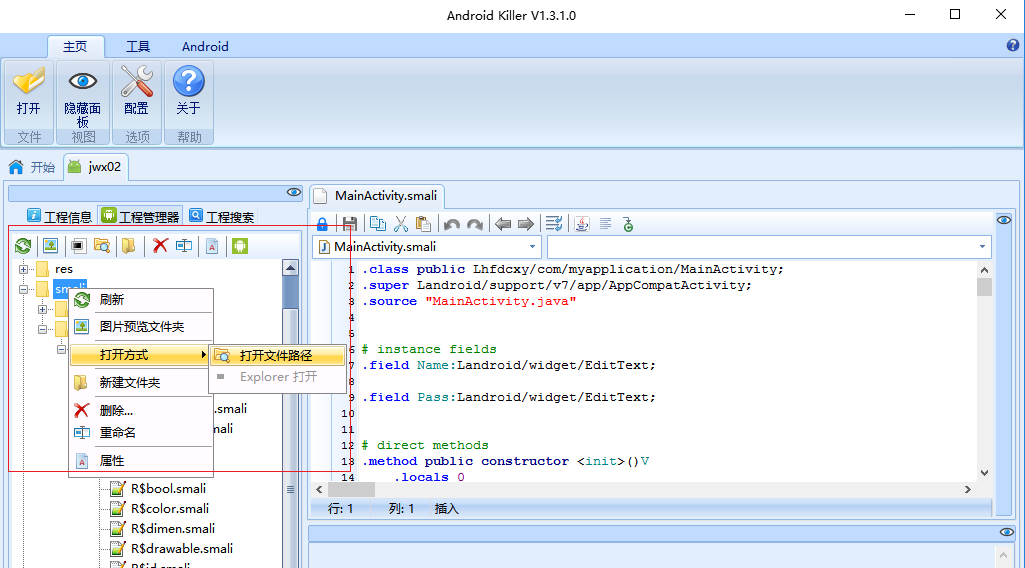 Android Killer V1.3.1.0
主页 工具 Android
打开 隐藏面板 配置 关于
文件 视图 选项 帮助
开始 jwx02
工程信息 工程管理器 工程搜索
res
刷新
图片预览文件夹
打开方式 打开文件路径
Explorer 打开
新建文件夹
删除...
重命名
属性
.smali
R$bool.smali
R$color.smali
R$dimen.smali
R$drawable.smali
MainActivity.smali
MainActivity.smali
1 .class public Lhfdcxy/com/myapplication/MainActivity;
2 .super Landroid/support/v7/app/AppCompatActivity;
3 .source "MainActivity.java"
4
5
6 # instance fields
7 .field Name:Landroid/widget/EditText;
8
9 .field Pass:Landroid/widget/EditText;
10
11
12 # direct methods
13 .method public constructor <init>()V
14 .locals 0
行: 1 列: 1 插入